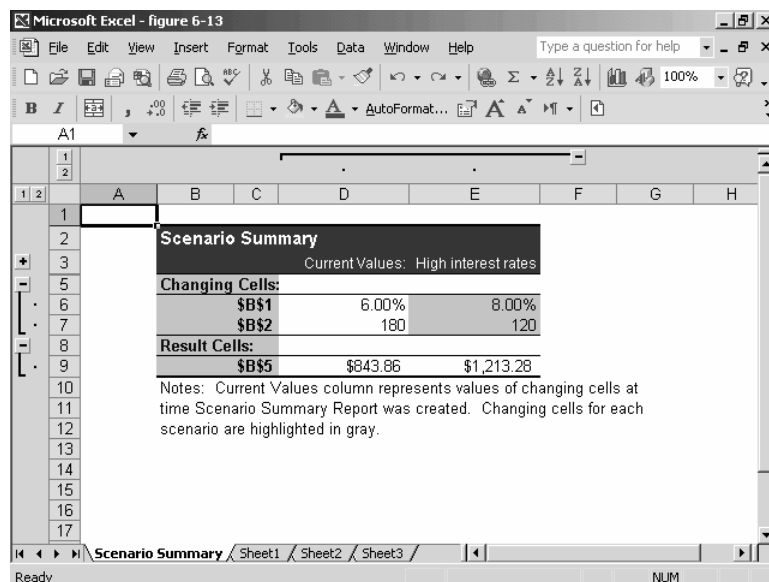 Microsoft Excel - figure 6-13
File Edit View Insert Format Tools Data Window Help Type a question for help
Σ 100%
B I , AutoFormat... A A
A1 fx
1
2
1 2 A B C D E F G H
1
2 Scenario Summary
3 Current Values: High interest rates
5 Changing Cells:
6 $B$1 6.00% 8.00%
7 $B$2 180 120
8 Result Cells:
9 $B$5 $843.86 $1,213.28
10 Notes: Current Values column represents values of changing cells at
11 time Scenario Summary Report was created. Changing cells for each
12 scenario are highlighted in gray.
13
14
15
16
17
Scenario Summary Sheet1 Sheet2 Sheet3
Ready NUM